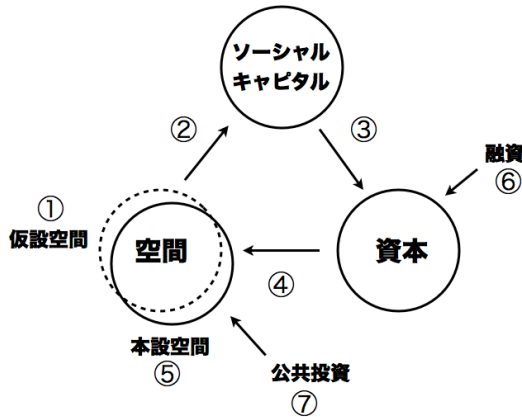 ソーシャル
キャピタル
②
③
融資
⑥
①
仮設空間
空間
資本
④
本設空間
⑤
公共投資
⑦